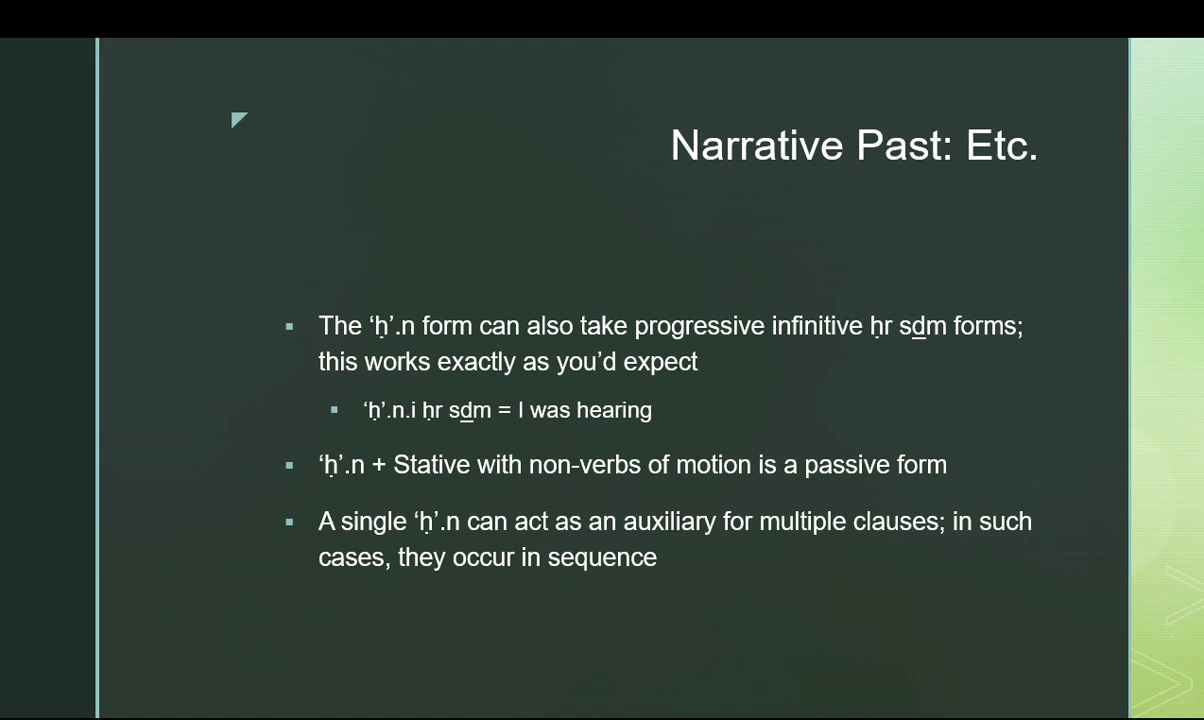 Narrative Past: Etc.
The ‘ḥ’.n form can also take progressive infinitive ḥr sḏm forms;
this works exactly as you’d expect
‘ḥ’.n.i ḥr sḏm = I was hearing
‘ḥ’.n + Stative with non-verbs of motion is a passive form
A single ‘ḥ’.n can act as an auxiliary for multiple clauses; in such
cases, they occur in sequence